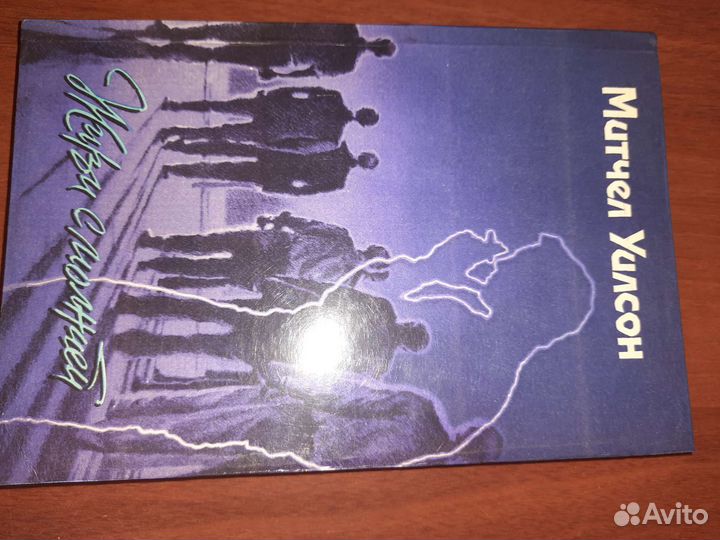 Митчел Уилсон
Живи с молнией
Avito